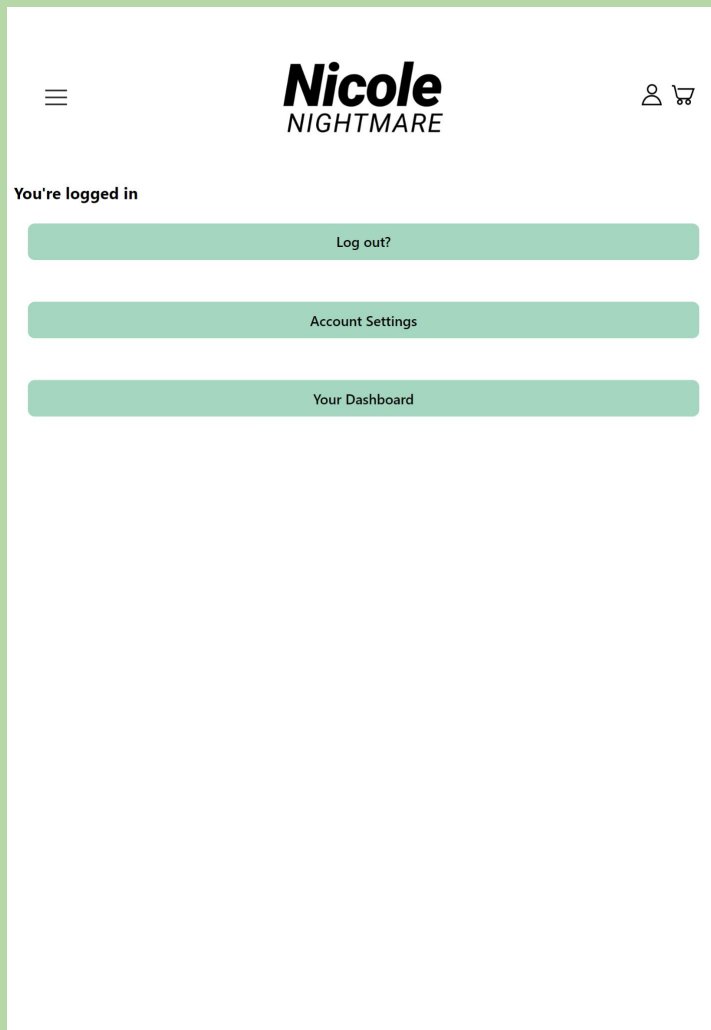 Nicole
NIGHTMARE
You're logged in
Log out?
Account Settings
Your Dashboard